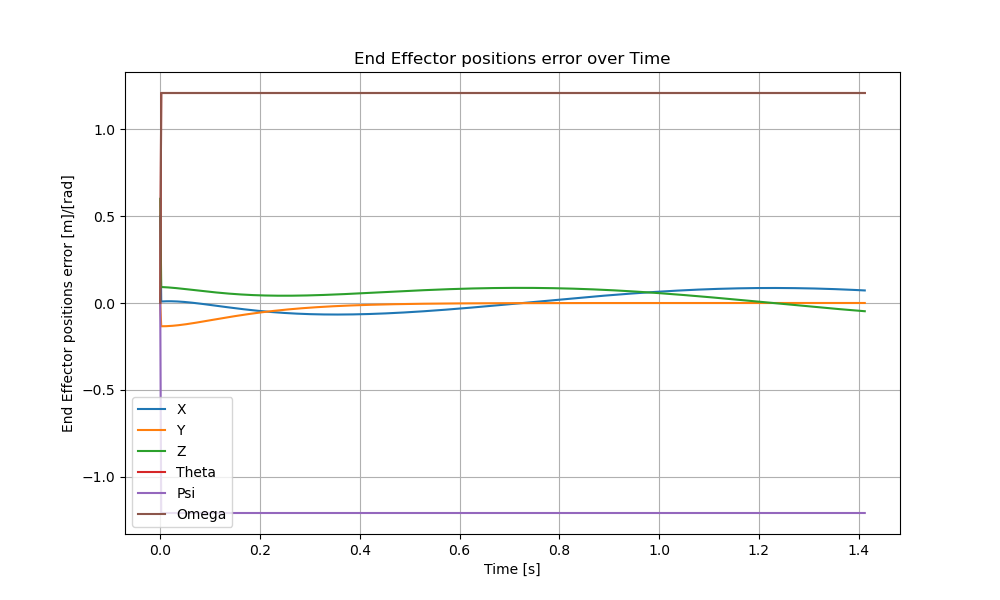 End Effector positions error over Time
End Effector positions error [m]/[rad]
1.0
0.5
0.0
−0.5
−1.0
X
Y
Z
Theta
Psi
Omega
0.0 0.2 0.4 0.6 0.8 1.0 1.2 1.4
Time [s]